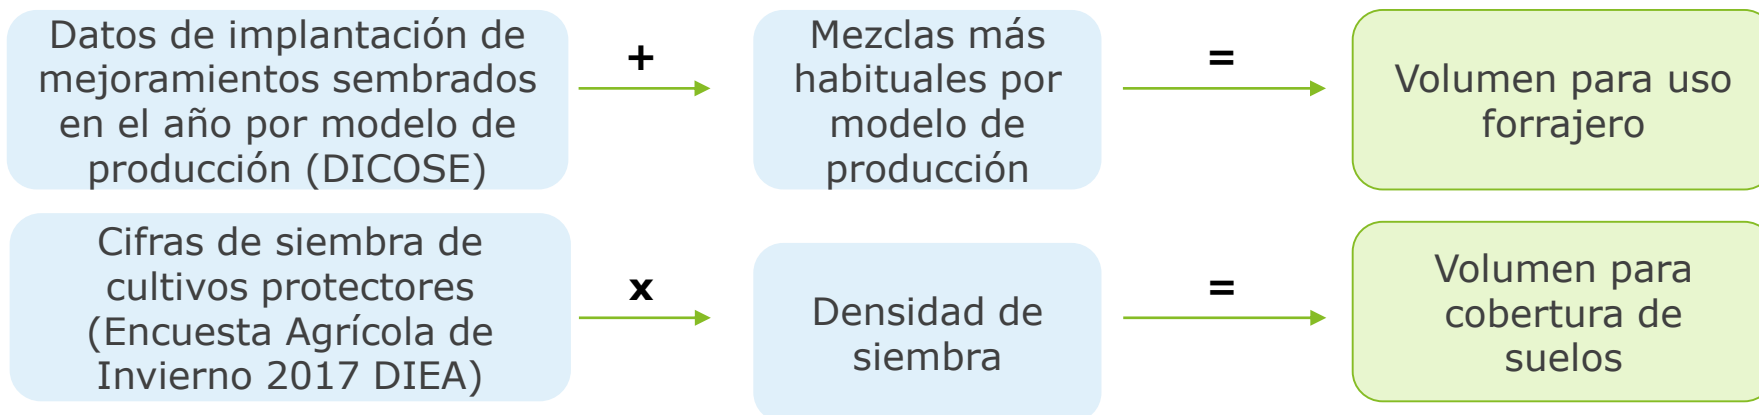 Datos de implantación de
mejoramientos sembrados
en el año por modelo de
producción (DICOSE)
+
Mezclas más
habituales por
modelo de
producción
=
Volumen para uso
forrajero
Cifras de siembra de
cultivos protectores
(Encuesta Agrícola de
Invierno 2017 DIEA)
x
Densidad de
siembra
=
Volumen para
cobertura de
suelos